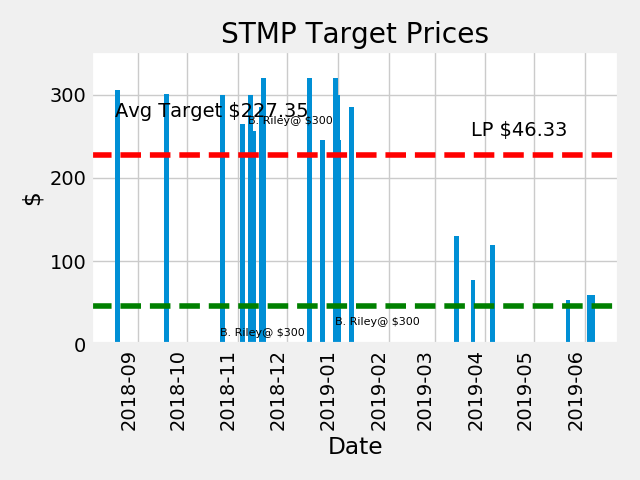 STMP Target Prices
300
Avg Target $227.35
B. Riley@ $300
LP $46.33
200
$
100
B. Riley@ $300
B. Riley@ $300
0
2018-09
2018-10
2018-11
2018-12
2019-01
2019-02
2019-03
2019-04
2019-05
2019-06
Date